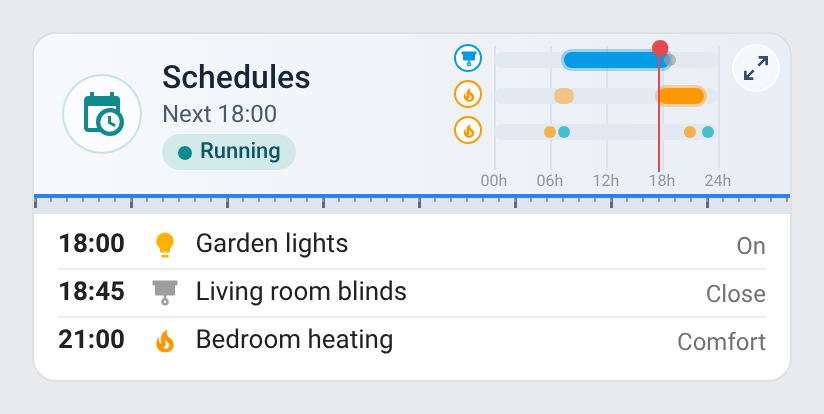 Schedules
Next 18:00
Running
00h 06h 12h 18h 24h
18:00 Garden lights On
18:45 Living room blinds Close
21:00 Bedroom heating Comfort